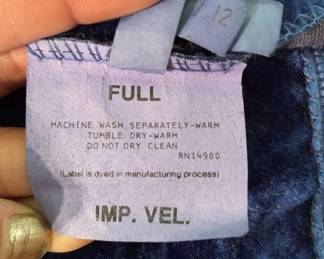 12
FULL
MACHINE WASH SEPARATELY-WARM
TUMBLE DRY-WARM
DO NOT DRY CLEAN
RN14900
(Label is dyed in manufacturing process)
IMP. VEL.